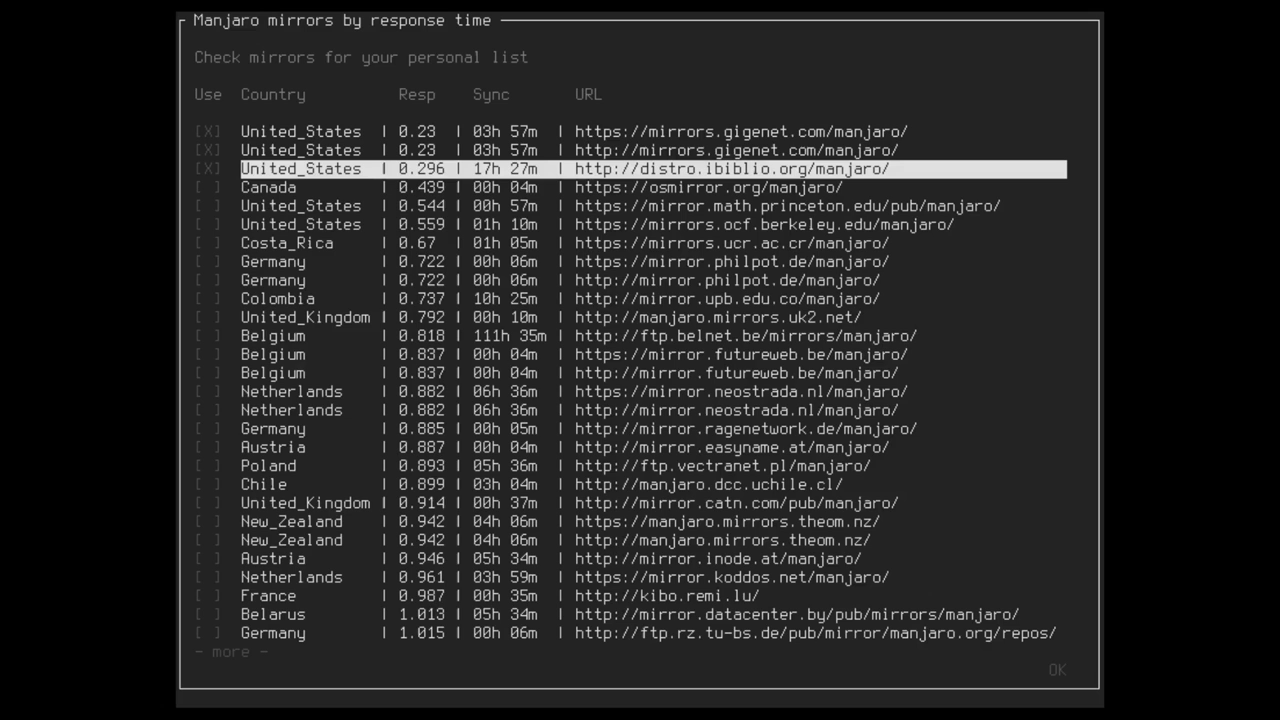 Manjaro mirrors by response time
Check mirrors for your personal list
Use Country Resp Sync URL
[X] United_States | 0.23 | 03h 57m | https://mirrors.gigenet.com/manjaro/
[X] United_States | 0.23 | 03h 57m | http://mirrors.gigenet.com/manjaro/
[X] United_States | 0.296 | 17h 27m | http://distro.ibiblio.org/manjaro/
[ ] Canada | 0.439 | 00h 04m | https://osmirror.org/manjaro/
[ ] United_States | 0.544 | 00h 57m | https://mirror.math.princeton.edu/pub/manjaro/
[ ] United_States | 0.559 | 01h 10m | https://mirrors.ocf.berkeley.edu/manjaro/
[ ] Costa_Rica | 0.67 | 01h 05m | https://mirrors.ucr.ac.cr/manjaro/
[ ] Germany | 0.722 | 00h 06m | https://mirror.philpot.de/manjaro/
[ ] Germany | 0.722 | 00h 06m | http://mirror.philpot.de/manjaro/
[ ] Colombia | 0.737 | 10h 25m | http://mirror.upb.edu.co/manjaro/
[ ] United_Kingdom | 0.792 | 00h 10m | http://manjaro.mirrors.uk2.net/
[ ] Belgium | 0.818 | 111h 35m | http://ftp.belnet.be/mirrors/manjaro/
[ ] Belgium | 0.837 | 00h 04m | https://mirror.futureweb.be/manjaro/
[ ] Belgium | 0.837 | 00h 04m | http://mirror.futureweb.be/manjaro/
[ ] Netherlands | 0.882 | 06h 36m | https://mirror.neostrada.nl/manjaro/
[ ] Netherlands | 0.882 | 06h 36m | http://mirror.neostrada.nl/manjaro/
[ ] Germany | 0.885 | 00h 05m | http://mirror.ragenetwork.de/manjaro/
[ ] Austria | 0.887 | 00h 04m | http://mirror.easyname.at/manjaro/
[ ] Poland | 0.893 | 05h 36m | http://ftp.vectranet.pl/manjaro/
[ ] Chile | 0.899 | 03h 04m | http://manjaro.dcc.uchile.cl/
[ ] United_Kingdom | 0.914 | 00h 37m | http://mirror.catn.com/pub/manjaro/
[ ] New_Zealand | 0.942 | 04h 06m | https://manjaro.mirrors.theom.nz/
[ ] New_Zealand | 0.942 | 04h 06m | http://manjaro.mirrors.theom.nz/
[ ] Austria | 0.946 | 05h 34m | http://mirror.inode.at/manjaro/
[ ] Netherlands | 0.961 | 03h 59m | https://mirror.koddos.net/manjaro/
[ ] France | 0.987 | 00h 35m | http://kibo.remi.lu/
[ ] Belarus | 1.013 | 05h 34m | http://mirror.datacenter.by/pub/mirrors/manjaro/
[ ] Germany | 1.015 | 00h 06m | http://ftp.rz.tu-bs.de/pub/mirror/manjaro.org/repos/
- more -
OK